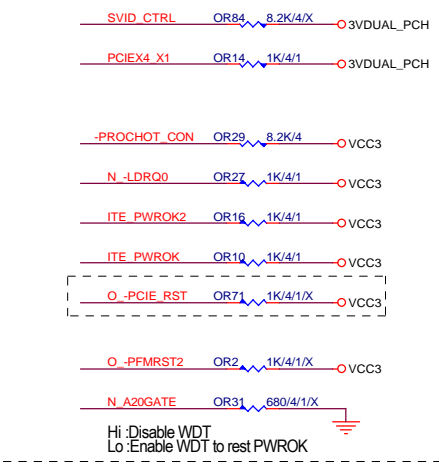 SVID_CTRL OR84 8.2K/4/X 3VDUAL_PCH
PCIEX4_X1 OR14 1K/4/1 3VDUAL_PCH
-PROCHOT_CON OR29 8.2K/4 VCC3
N_-LDRQ0 OR27 1K/4/1 VCC3
ITE_PWROK2 OR16 1K/4/1 VCC3
ITE_PWROK OR10 1K/4/1 VCC3
O_-PCIE_RST OR71 1K/4/1/X VCC3
O_-PFMRST2 OR2 1K/4/1/X VCC3
N_A20GATE OR31 680/4/1/X
Hi :Disable WDT
Lo :Enable WDT to rest PWROK